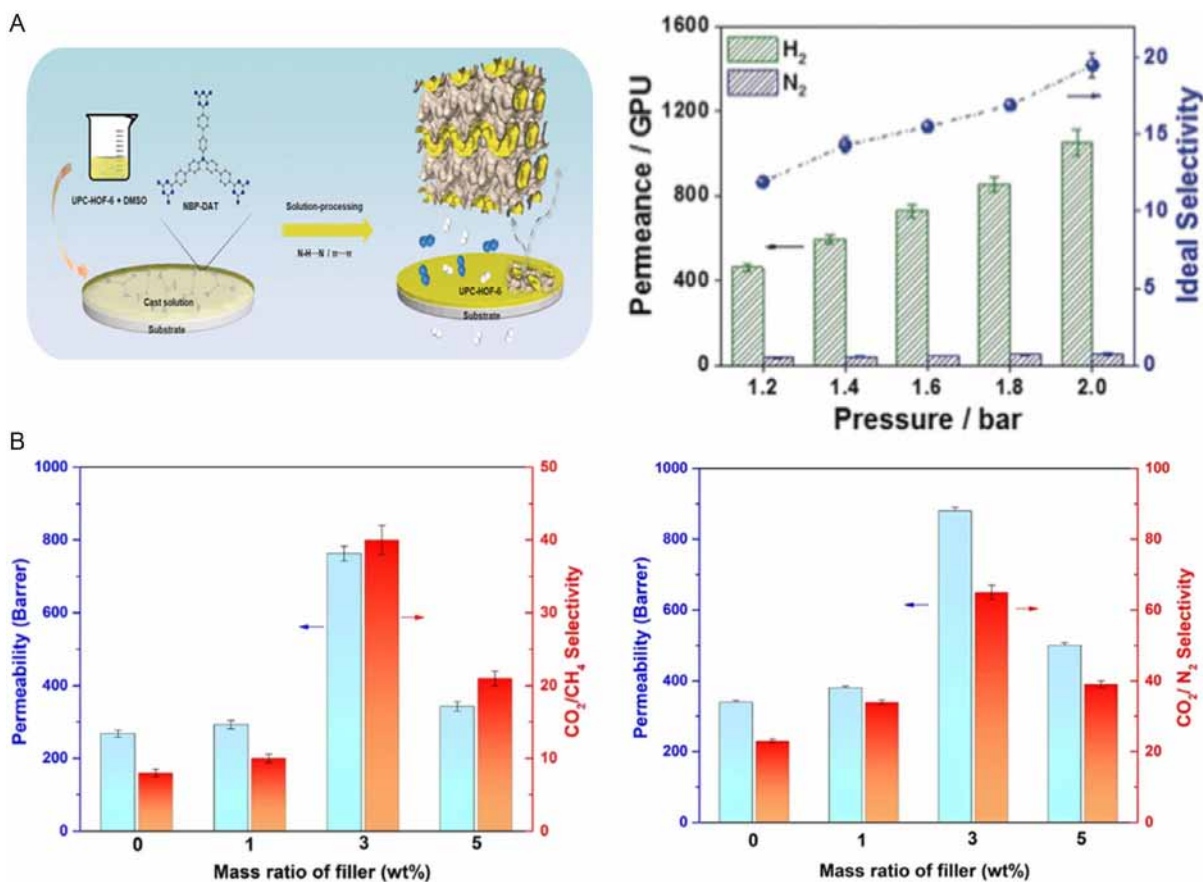 A
UPC-HOF-6 + DMSO
NBP-DAT
Cast solution
Substrate
Solution-processing
N-H···N / π···π
UPC-HOF-6
Substrate
Permeance / GPU
1600
1200
800
400
0
H₂
N₂
20
15
10
5
0
Ideal Selectivity
1.2 1.4 1.6 1.8 2.0
Pressure / bar
B
Permeability (Barrer)
1000
800
600
400
200
0
50
40
30
20
10
0
CO₂/CH₄ Selectivity
0 1 3 5
Mass ratio of filler (wt%)
Permeability (Barrer)
1000
800
600
400
200
0
100
80
60
40
20
0
CO₂/ N₂ Selectivity
0 1 3 5
Mass ratio of filler (wt%)